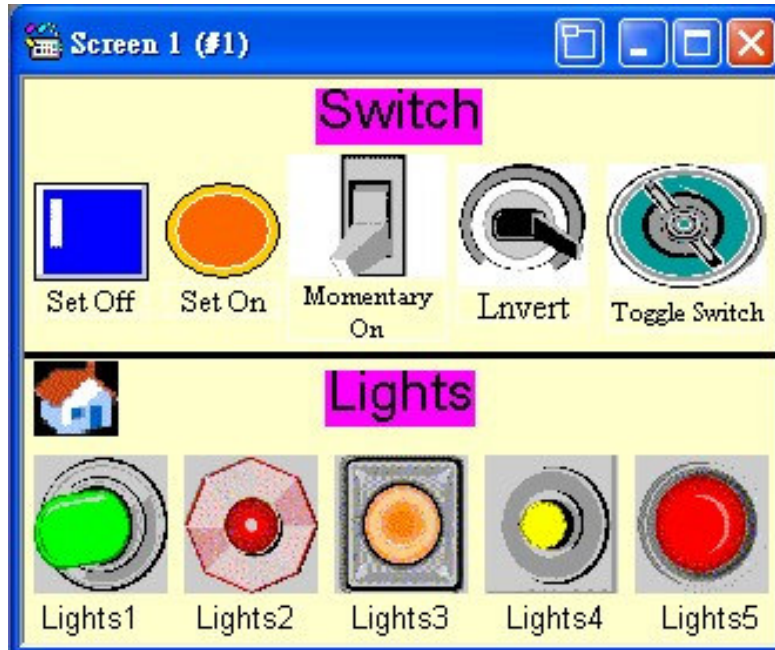 Screen 1 (#1)
Switch
Set Off
Set On
Momentary
On
Lnvert
Toggle Switch
Lights
Lights1
Lights2
Lights3
Lights4
Lights5